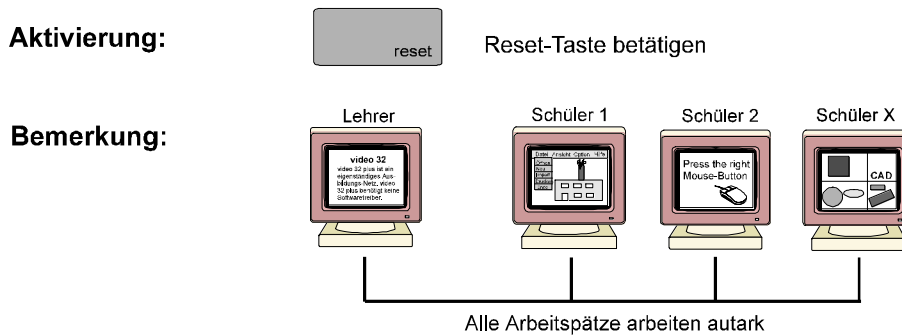 Aktivierung:
reset
Reset-Taste betätigen
Bemerkung:
Lehrer
Schüler 1
Schüler 2
Schüler X
video 32
video 32 plus ist ein
eigenständiges Aus-
bildungs-Netz, video
32 plus benötigt keine
Softwaretreiber.
Datei Ansicht Option
Press the right
Mouse-Button
CAD
Alle Arbeitspätze arbeiten autark